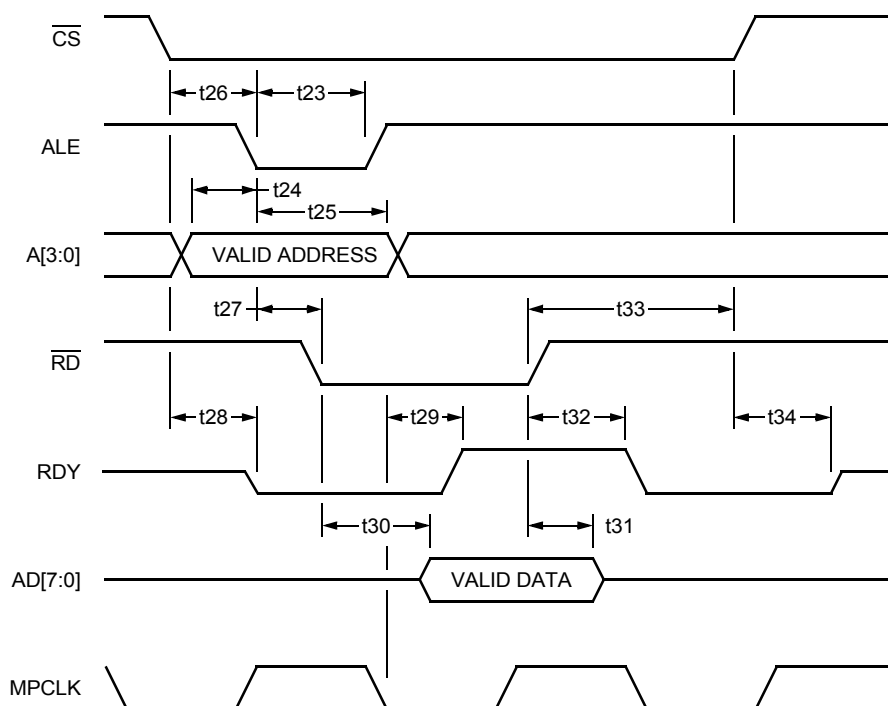 CS
t26 t23
ALE
t24
t25
A[3:0] VALID ADDRESS
t27 t33
RD
t28 t29 t32 t34
RDY
t30 t31
AD[7:0] VALID DATA
MPCLK